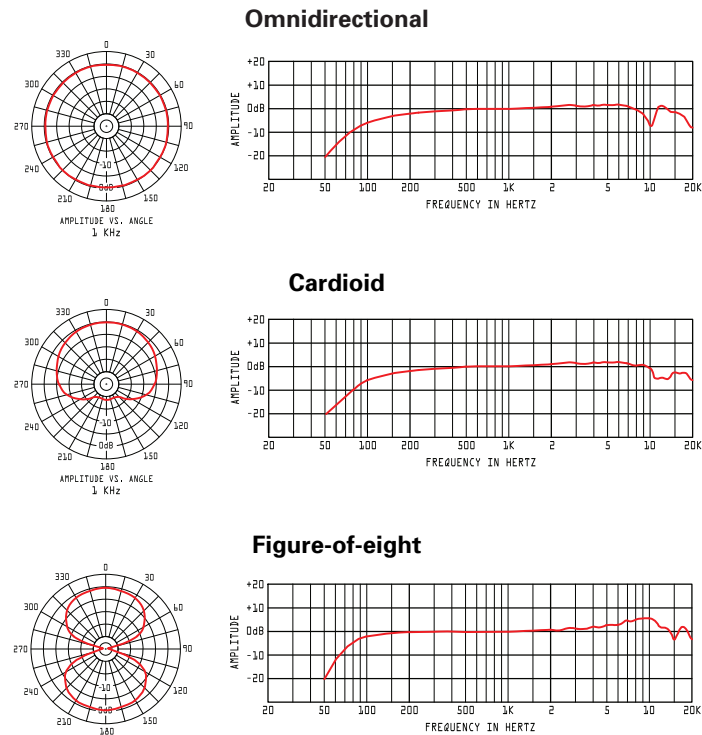 Omnidirectional
0
330 30
300 60
270 90
240 120
210 150
180
-10
0dB
AMPLITUDE VS. ANGLE
1 KHz
AMPLITUDE
+20
+10
0dB
-10
-20
20 50 100 200 500 1K 2 5 10 20K
FREQUENCY IN HERTZ
Cardioid
0
330 30
300 60
270 90
240 120
210 150
180
-10
0dB
AMPLITUDE VS. ANGLE
1 KHz
AMPLITUDE
+20
+10
0dB
-10
-20
20 50 100 200 500 1K 2 5 10 20K
FREQUENCY IN HERTZ
Figure-of-eight
0
330 30
300 60
270 90
240 120
210 150
180
-10
0dB
AMPLITUDE
+20
+10
0dB
-10
-20
20 50 100 200 500 1K 2 5 10 20K
FREQUENCY IN HERTZ